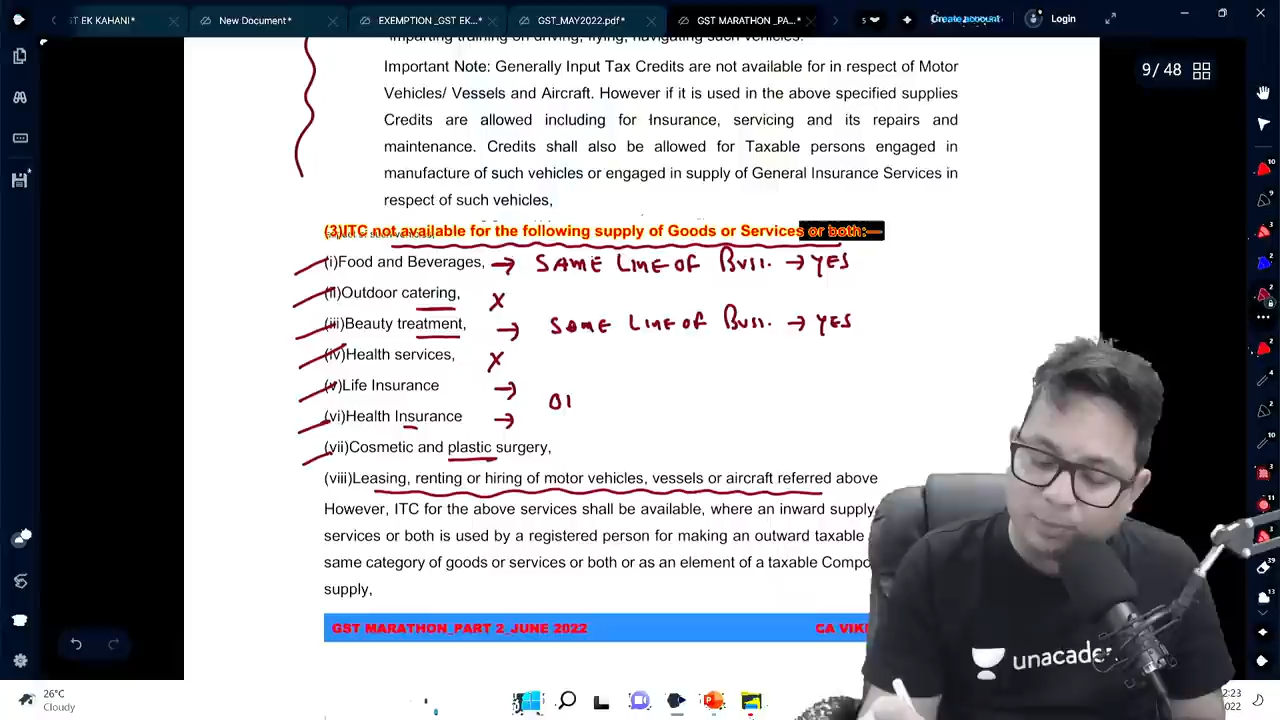 EK KAHANI* New Document* EXEMPTION _GST EK...* GST_MAY2022.pdf* GST MARATHON _PA...* 5 Create account Login
imparting training on driving, flying, navigating such vehicles.
9/ 48
Important Note: Generally Input Tax Credits are not available for in respect of Motor
Vehicles/ Vessels and Aircraft. However if it is used in the above specified supplies
Credits are allowed including for Insurance, servicing and its repairs and
maintenance. Credits shall also be allowed for Taxable persons engaged in
manufacture of such vehicles or engaged in supply of General Insurance Services in
respect of such vehicles,
(3)ITC not available for the following supply of Goods or Services or both:—
(i)Food and Beverages, → SAME LINE OF BUSI. → YES
(ii)Outdoor catering, X
(iii)Beauty treatment, → SAME LINE OF BUSI. → YES
(iv)Health services, X
(v)Life Insurance →
(vi)Health Insurance →
(vii)Cosmetic and plastic surgery,
(viii)Leasing, renting or hiring of motor vehicles, vessels or aircraft referred above
However, ITC for the above services shall be available, where an inward supply
services or both is used by a registered person for making an outward taxable
same category of goods or services or both or as an element of a taxable
supply,
GST MARATHON_PART 2_JUNE 2022 CA
unacade
26°C
Cloudy